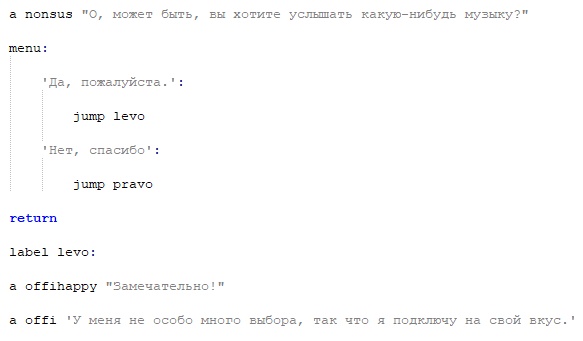 a nonsus "О, может быть, вы хотите услышать какую-нибудь музыку?"
menu:
'Да, пожалуйста.':
jump levo
'Нет, спасибо':
jump pravo
return
label levo:
a offihappy "Замечательно!"
a offi 'У меня не особо много выбора, так что я подключу на свой вкус.'